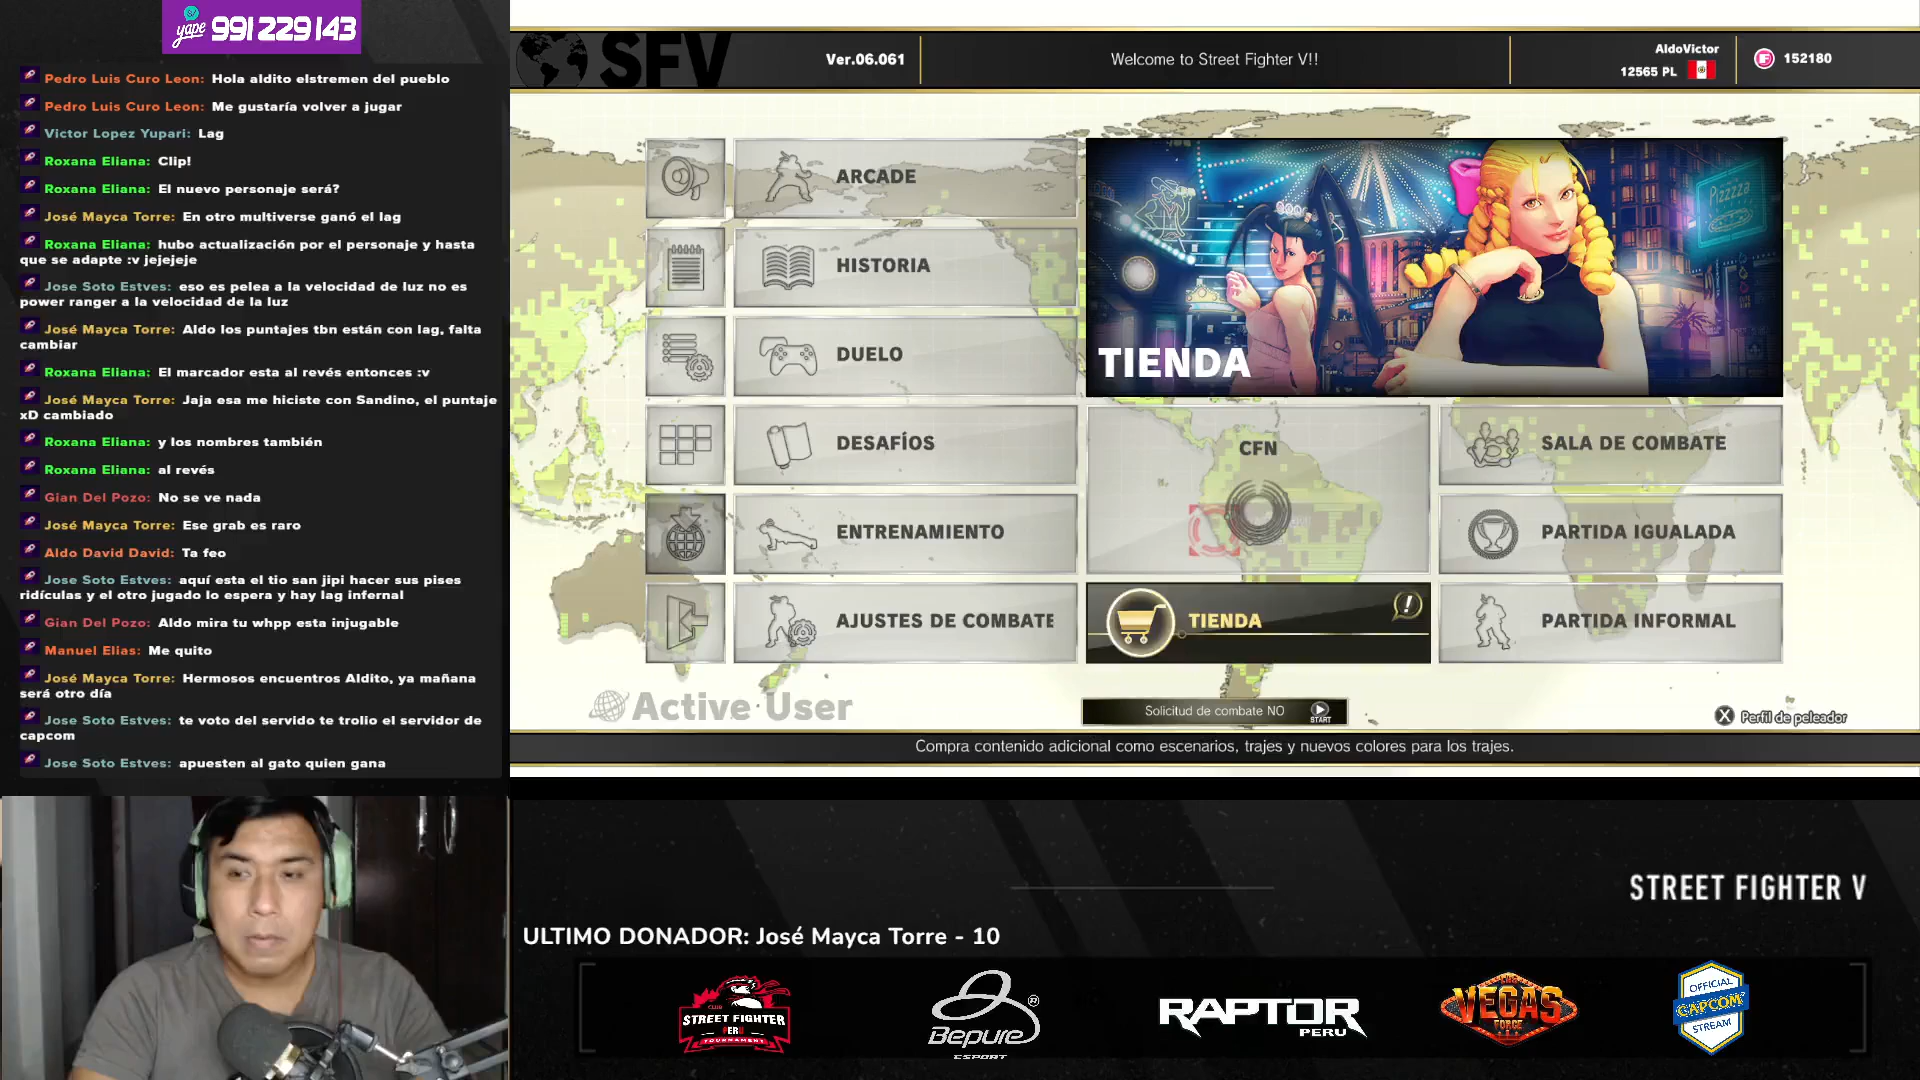 yape 991 229 143
Pedro Luis Curo Leon: Hola aldito elstremen del pueblo
Pedro Luis Curo Leon: Me gustaría volver a jugar
Victor Lopez Yupari: Lag
Roxana Eliana: Clip!
Roxana Eliana: El nuevo personaje será?
José Mayca Torre: En otro multiverse ganó el lag
Roxana Eliana: hubo actualización por el personaje y hasta
que se adapte :v jejejeje
Jose Soto Estves: eso es pelea a la velocidad de luz no es
power ranger a la velocidad de la luz
José Mayca Torre: Aldo los puntajes tbn están con lag, falta
cambiar
Roxana Eliana: El marcador esta al revés entonces :v
José Mayca Torre: Jaja esa me hiciste con Sandino, el puntaje
xD cambiado
Roxana Eliana: y los nombres también
Roxana Eliana: al revés
Gian Del Pozo: No se ve nada
José Mayca Torre: Ese grab es raro
Aldo David David: Ta feo
Jose Soto Estves: aquí esta el tio san jipi hacer sus pises
ridículas y el otro jugado lo espera y hay lag infernal
Gian Del Pozo: Aldo mira tu whpp esta injugable
Manuel Elias: Me quito
José Mayca Torre: Hermosos encuentros Aldito, ya mañana
será otro día
Jose Soto Estves: te voto del servido te trolio el servidor de
capcom
Jose Soto Estves: apuesten al gato quien gana
SFV
Ver.06.061
Welcome to Street Fighter V!!
AldoVictor
12565 PL
F 152180
ARCADE
HISTORIA
DUELO
DESAFÍOS
ENTRENAMIENTO
AJUSTES DE COMBATE
Pizzzza
TIENDA
CFN
TIENDA
SALA DE COMBATE
PARTIDA IGUALADA
PARTIDA INFORMAL
Active User
Solicitud de combate NO
START
X Perfil de peleador
Compra contenido adicional como escenarios, trajes y nuevos colores para los trajes.
STREET FIGHTER V
ULTIMO DONADOR: José Mayca Torre - 10
CLUB
STREET FIGHTER
PERU
TOURNAMENT
Bepure ®
ESPORT
RAPTOR
PERU
VEGAS
FORCE
OFFICIAL
CAPCOM
STREAM